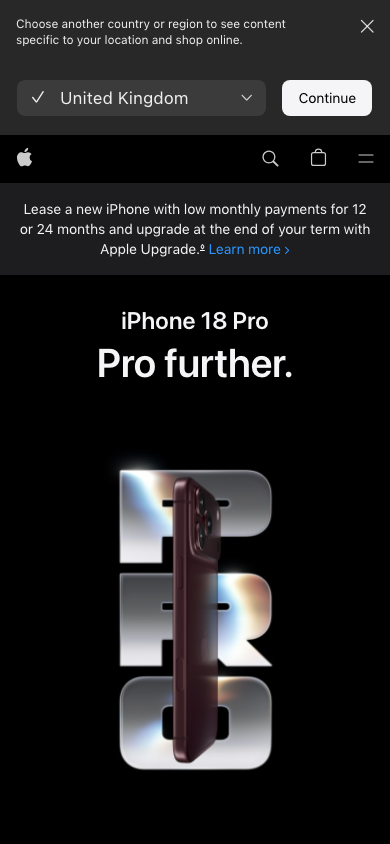 Choose another country or region to see content
specific to your location and shop online.
United Kingdom
Continue
Lease a new iPhone with low monthly payments for 12
or 24 months and upgrade at the end of your term with
Apple Upgrade.◊ Learn more ›
iPhone 18 Pro
Pro further.
P
R
O